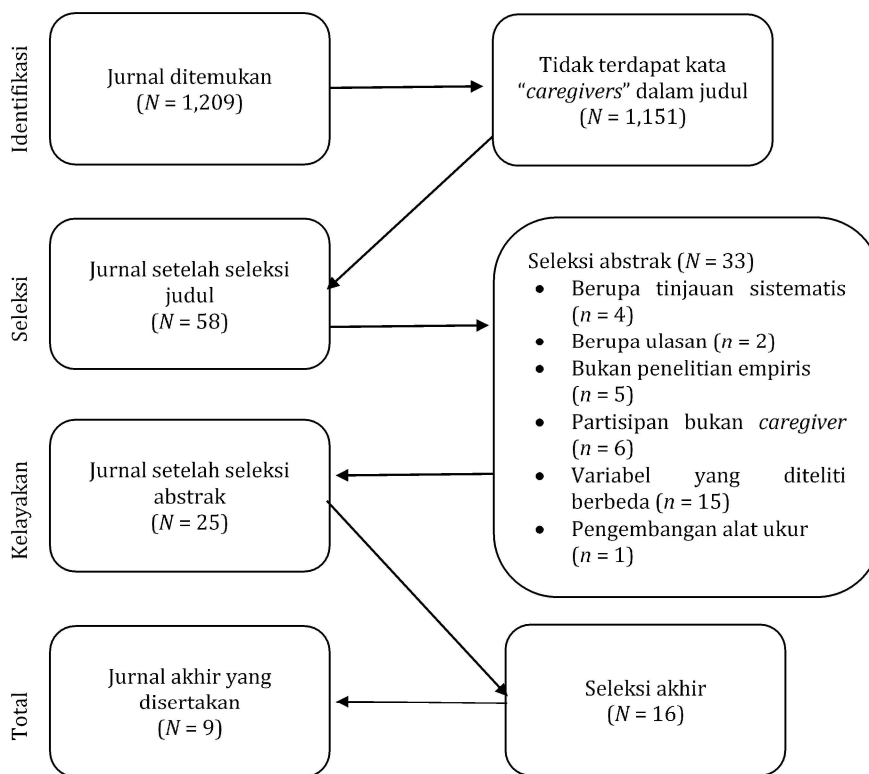 Identifikasi
Jurnal ditemukan
(N = 1,209)
Tidak terdapat kata
“caregivers” dalam judul
(N = 1,151)
Seleksi
Jurnal setelah seleksi
judul
(N = 58)
Seleksi abstrak (N = 33)
• Berupa tinjauan sistematis
(n = 4)
• Berupa ulasan (n = 2)
• Bukan penelitian empiris
(n = 5)
• Partisipan bukan caregiver
(n = 6)
• Variabel yang diteliti
berbeda (n = 15)
• Pengembangan alat ukur
(n = 1)
Kelayakan
Jurnal setelah seleksi
abstrak
(N = 25)
Total
Jurnal akhir yang
disertakan
(N = 9)
Seleksi akhir
(N = 16)